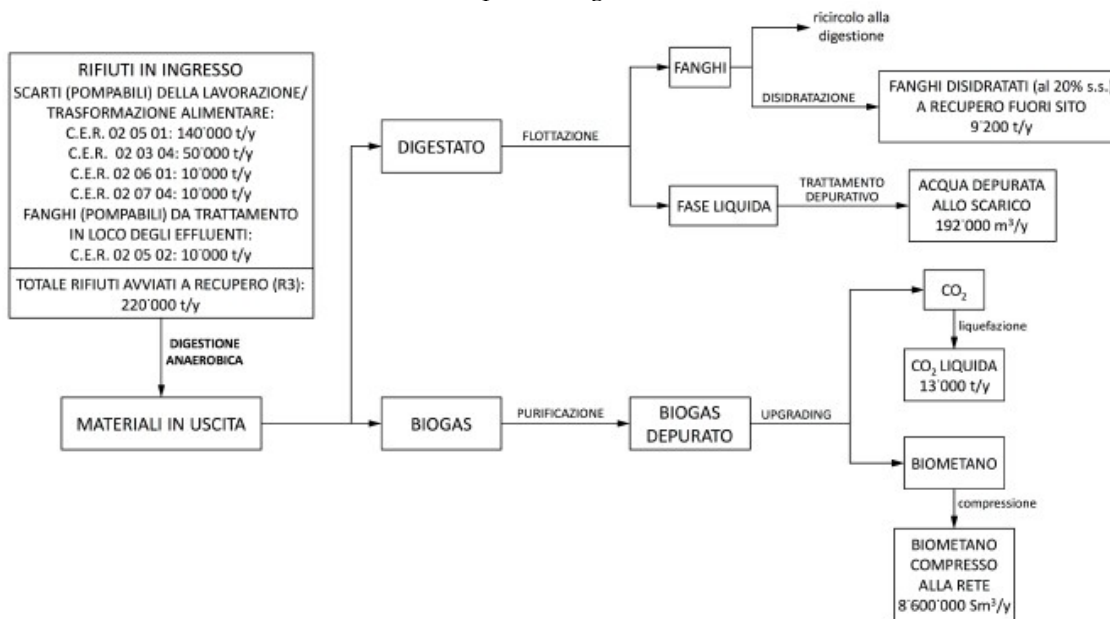 RIFIUTI IN INGRESSO
SCARTI (POMPABILI) DELLA LAVORAZIONE/
TRASFORMAZIONE ALIMENTARE:
C.E.R. 02 05 01: 140'000 t/y
C.E.R. 02 03 04: 50'000 t/y
C.E.R. 02 06 01: 10'000 t/y
C.E.R. 02 07 04: 10'000 t/y
FANGHI (POMPABILI) DA TRATTAMENTO
IN LOCO DEGLI EFFLUENTI:
C.E.R. 02 05 02: 10'000 t/y
TOTALE RIFIUTI AVVIATI A RECUPERO (R3):
220'000 t/y
DIGESTIONE
ANAEROBICA
MATERIALI IN USCITA
DIGESTATO
FLOTTAZIONE
FANGHI
ricircolo alla
digestione
DISIDRATAZIONE
FANGHI DISIDRATATI (al 20% s.s.)
A RECUPERO FUORI SITO
9'200 t/y
FASE LIQUIDA
TRATTAMENTO
DEPURATIVO
ACQUA DEPURATA
ALLO SCARICO
192'000 m³/y
BIOGAS
PURIFICAZIONE
BIOGAS
DEPURATO
UPGRADING
CO₂
liquefazione
CO₂ LIQUIDA
13'000 t/y
BIOMETANO
compressione
BIOMETANO
COMPRESSO
ALLA RETE
8'600'000 Sm³/y